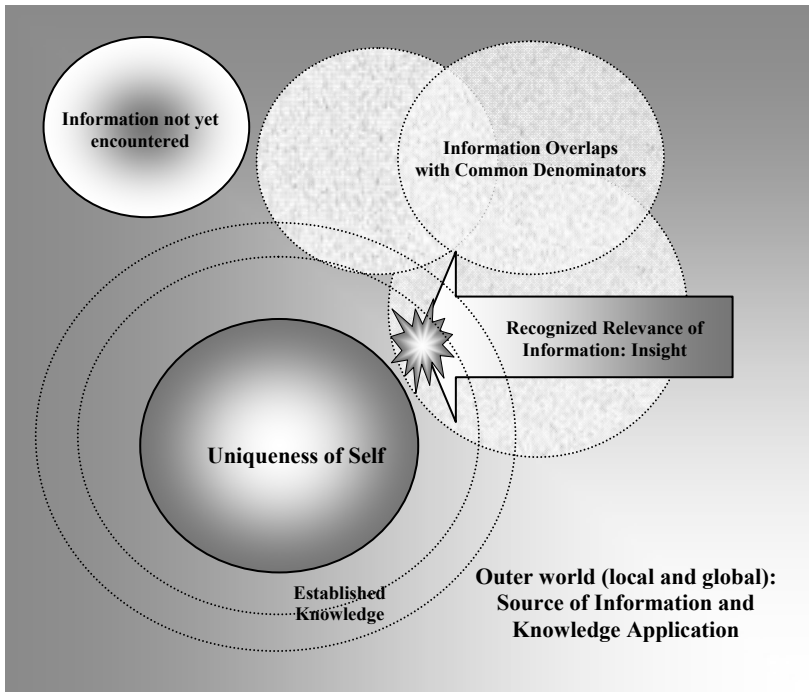 Information not yet
encountered
Information Overlaps
with Common Denominators
Recognized Relevance of
Information: Insight
Uniqueness of Self
Established
Knowledge
Outer world (local and global):
Source of Information and
Knowledge Application